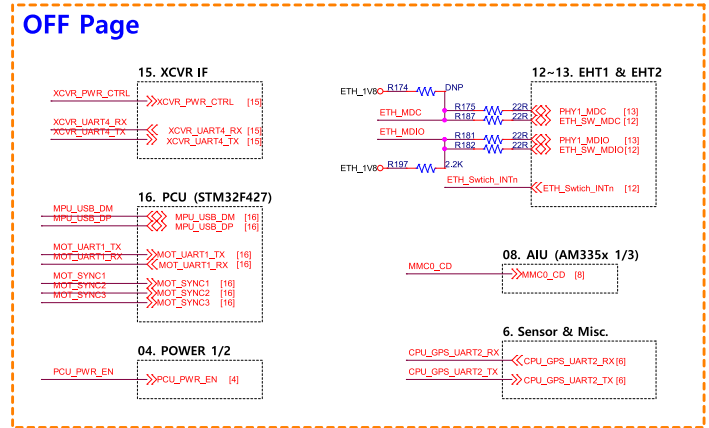 OFF Page
15. XCVR IF
XCVR_PWR_CTRL
XCVR_PWR_CTRL [15]
XCVR_UART4_RX
XCVR_UART4_RX [15]
XCVR_UART4_TX
XCVR_UART4_TX [15]
16. PCU (STM32F427)
MPU_USB_DM
MPU_USB_DM [16]
MPU_USB_DP
MPU_USB_DP [16]
MOT_UART1_TX
MOT_UART1_TX [16]
MOT_UART1_RX
MOT_UART1_RX [16]
MOT_SYNC1
MOT_SYNC1 [16]
MOT_SYNC2
MOT_SYNC2 [16]
MOT_SYNC3
MOT_SYNC3 [16]
04. POWER 1/2
PCU_PWR_EN
PCU_PWR_EN [4]
12~13. EHT1 & EHT2
ETH_1V8 R174 DNP
ETH_MDC R175 22R PHY1_MDC [13]
R187 22R ETH_SW_MDC [12]
ETH_MDIO R181 22R PHY1_MDIO [13]
R182 22R ETH_SW_MDIO [12]
ETH_1V8 R197 2.2K
ETH_Swtich_INTn
ETH_Swtich_INTn [12]
08. AIU (AM335x 1/3)
MMC0_CD
MMC0_CD [8]
6. Sensor & Misc.
CPU_GPS_UART2_RX
CPU_GPS_UART2_RX [6]
CPU_GPS_UART2_TX
CPU_GPS_UART2_TX [6]